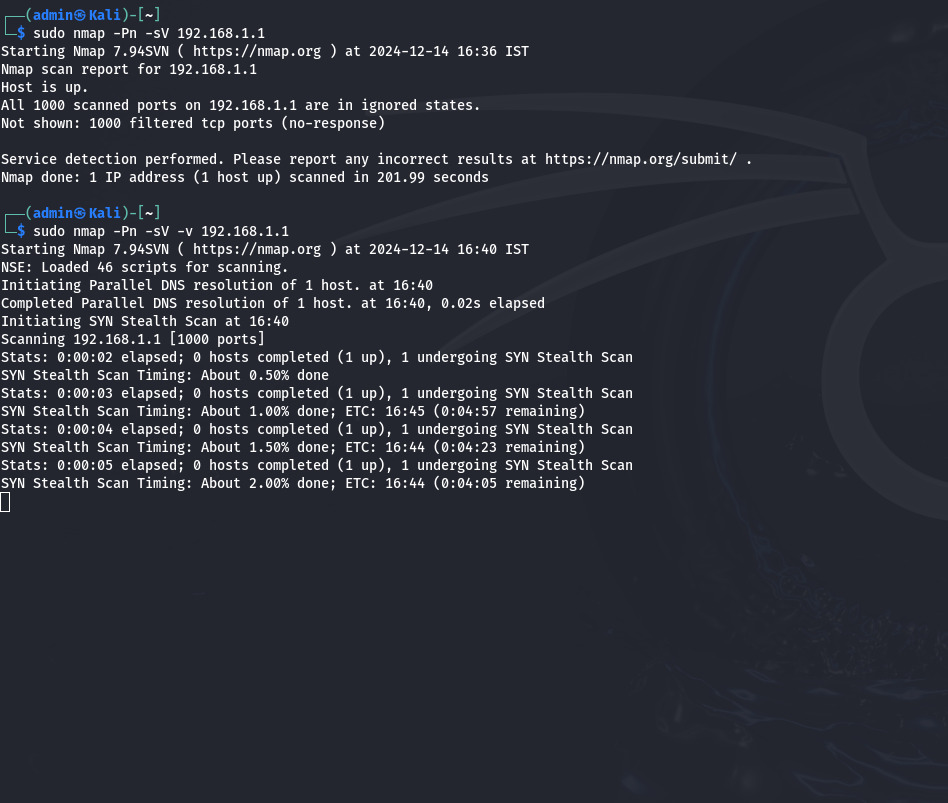 ┌──(admin㉿Kali)-[~]
└─$ sudo nmap -Pn -sV 192.168.1.1
Starting Nmap 7.94SVN ( https://nmap.org ) at 2024-12-14 16:36 IST
Nmap scan report for 192.168.1.1
Host is up.
All 1000 scanned ports on 192.168.1.1 are in ignored states.
Not shown: 1000 filtered tcp ports (no-response)

Service detection performed. Please report any incorrect results at https://nmap.org/submit/ .
Nmap done: 1 IP address (1 host up) scanned in 201.99 seconds

┌──(admin㉿Kali)-[~]
└─$ sudo nmap -Pn -sV -v 192.168.1.1
Starting Nmap 7.94SVN ( https://nmap.org ) at 2024-12-14 16:40 IST
NSE: Loaded 46 scripts for scanning.
Initiating Parallel DNS resolution of 1 host. at 16:40
Completed Parallel DNS resolution of 1 host. at 16:40, 0.02s elapsed
Initiating SYN Stealth Scan at 16:40
Scanning 192.168.1.1 [1000 ports]
Stats: 0:00:02 elapsed; 0 hosts completed (1 up), 1 undergoing SYN Stealth Scan
SYN Stealth Scan Timing: About 0.50% done
Stats: 0:00:03 elapsed; 0 hosts completed (1 up), 1 undergoing SYN Stealth Scan
SYN Stealth Scan Timing: About 1.00% done; ETC: 16:45 (0:04:57 remaining)
Stats: 0:00:04 elapsed; 0 hosts completed (1 up), 1 undergoing SYN Stealth Scan
SYN Stealth Scan Timing: About 1.50% done; ETC: 16:44 (0:04:23 remaining)
Stats: 0:00:05 elapsed; 0 hosts completed (1 up), 1 undergoing SYN Stealth Scan
SYN Stealth Scan Timing: About 2.00% done; ETC: 16:44 (0:04:05 remaining)